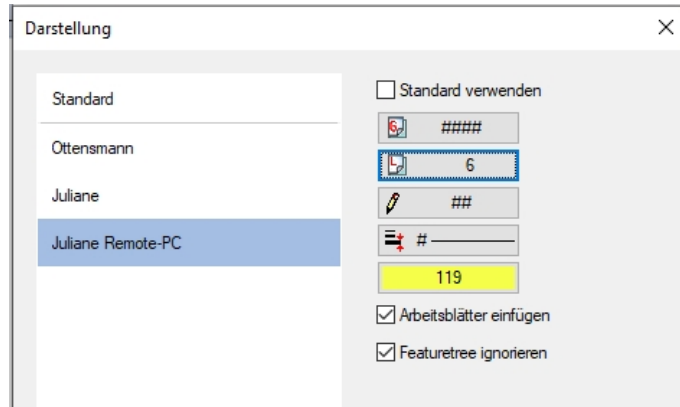 Darstellung
Standard
Ottensmann
Juliane
Juliane Remote-PC
Standard verwenden
####
6
##
#
119
Arbeitsblätter einfügen
Featuretree ignorieren